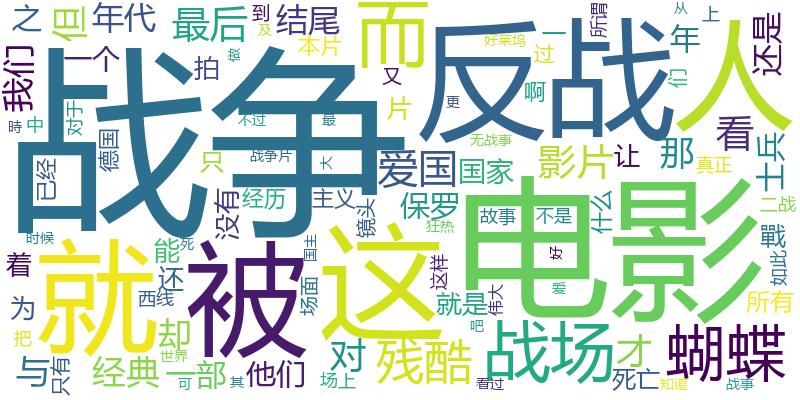 之
但
年代
最后
到
结尾
而
反战
人
从
上
所谓
还是
我们
一个
拍
做
及
本片
好莱坞
过
一
年
们
战争
又
片
啊
更
看
时
中
对于
德国
不过
最
无战事
只
战争片
大
爱国
国家
影片
让
那
真正
士兵
已经
没有
经历
主义
镜头
保罗
狂热
故事
不是
什么
二战
电影
时候
就
能
死
被
国主
这
这样
伟大
好
爱
戰
如此
着
还
西线
场面
就是
吧
所有
为
把
却
对
残酷
战场
才
蝴蝶
与
只有
经典
世界
一部
可
其
他们
场上
看过
死亡
知道
战事